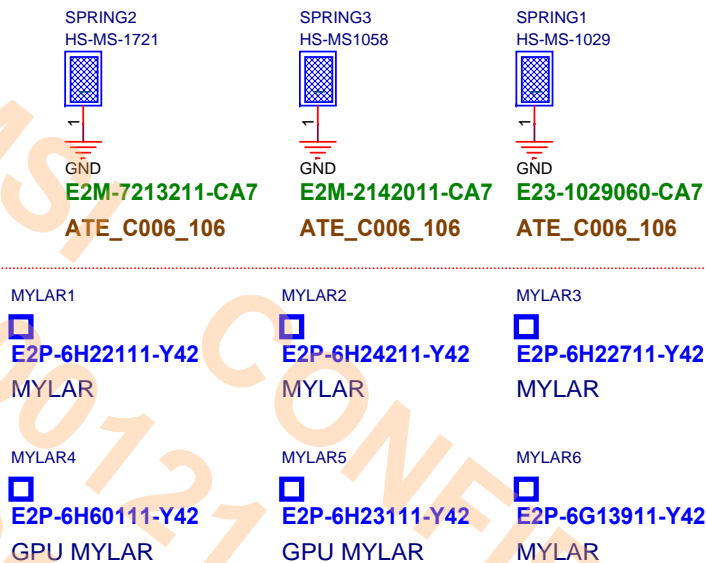 SPRING2 SPRING3 SPRING1
HS-MS-1721 HS-MS1058 HS-MS-1029
1 1 1
GND GND GND
E2M-7213211-CA7 E2M-2142011-CA7 E23-1029060-CA7
ATE_C006_106 ATE_C006_106 ATE_C006_106
MYLAR1 MYLAR2 MYLAR3
E2P-6H22111-Y42 E2P-6H24211-Y42 E2P-6H22711-Y42
MYLAR MYLAR MYLAR
MYLAR4 MYLAR5 MYLAR6
E2P-6H60111-Y42 E2P-6H23111-Y42 E2P-6G13911-Y42
GPU MYLAR GPU MYLAR MYLAR
MSI